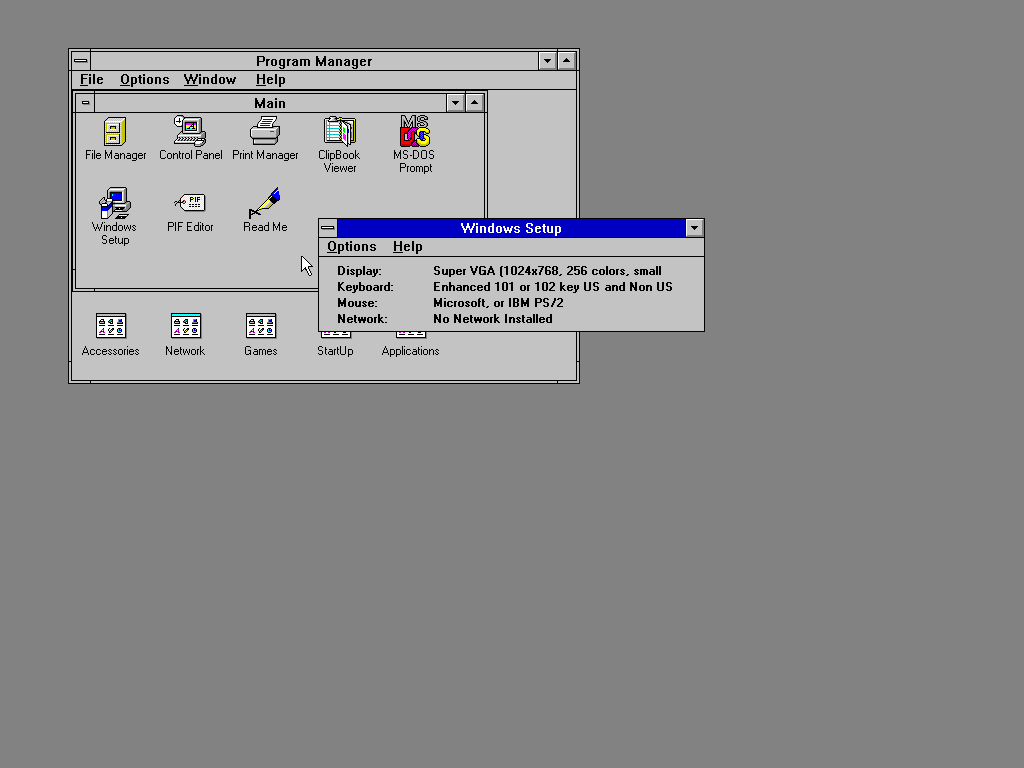 Program Manager
File Options Window Help
Main
File Manager
Control Panel
Print Manager
ClipBook
Viewer
MS-DOS
Prompt
Windows
Setup
PIF Editor
Read Me
Windows Setup
Options Help
Display: Super VGA (1024x768, 256 colors, small
Keyboard: Enhanced 101 or 102 key US and Non US
Mouse: Microsoft, or IBM PS/2
Network: No Network Installed
Accessories
Network
Games
StartUp
Applications
MS
DOS
PIF